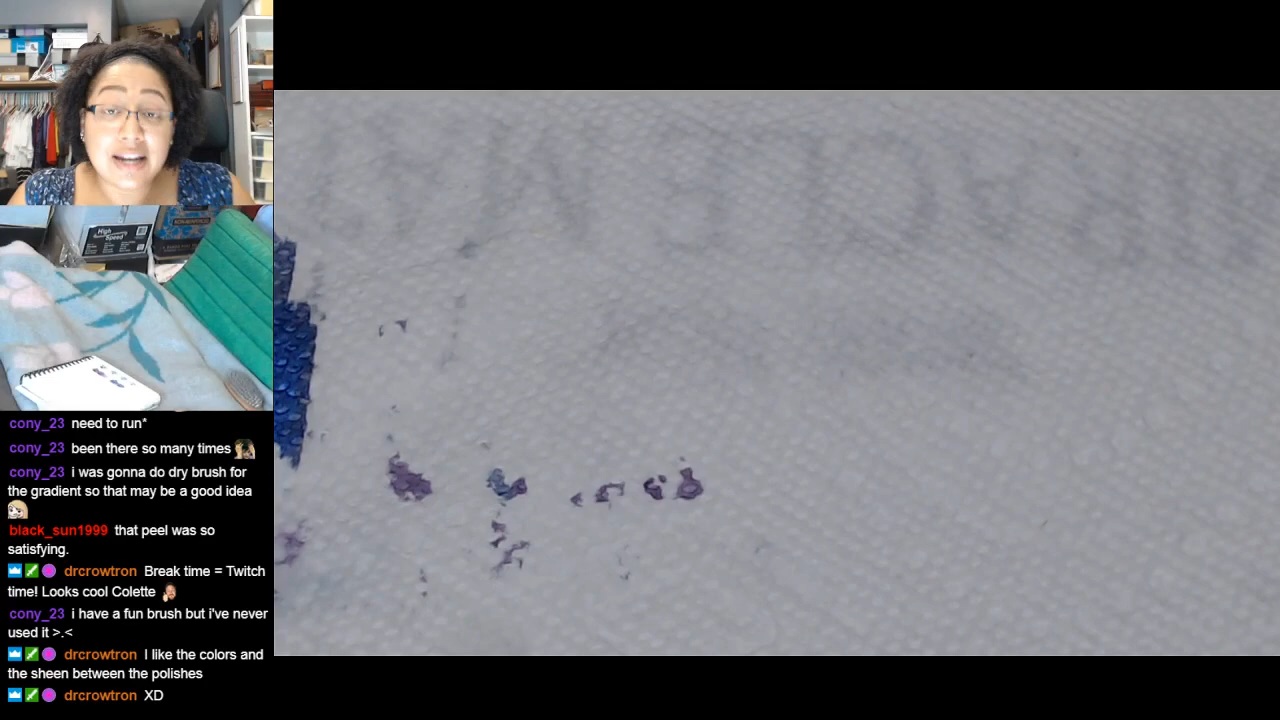 High
Speed
cony_23 need to run*
cony_23 been there so many times
cony_23 i was gonna do dry brush for
the gradient so that may be a good idea
black_sun1999 that peel was so
satisfying.
drcrowtron Break time = Twitch
time! Looks cool Colette
cony_23 i have a fun brush but i've never
used it >.<
drcrowtron I like the colors and
the sheen between the polishes
drcrowtron XD